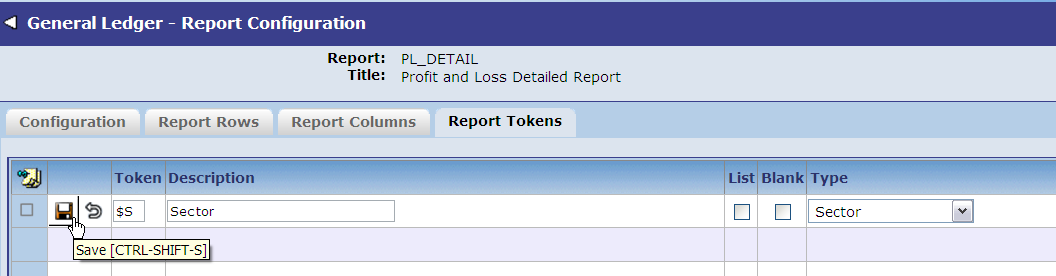 General Ledger - Report Configuration
Report: PL_DETAIL
Title: Profit and Loss Detailed Report
Configuration Report Rows Report Columns Report Tokens
Token Description List Blank Type
$S Sector Sector
Save [CTRL-SHIFT-S]